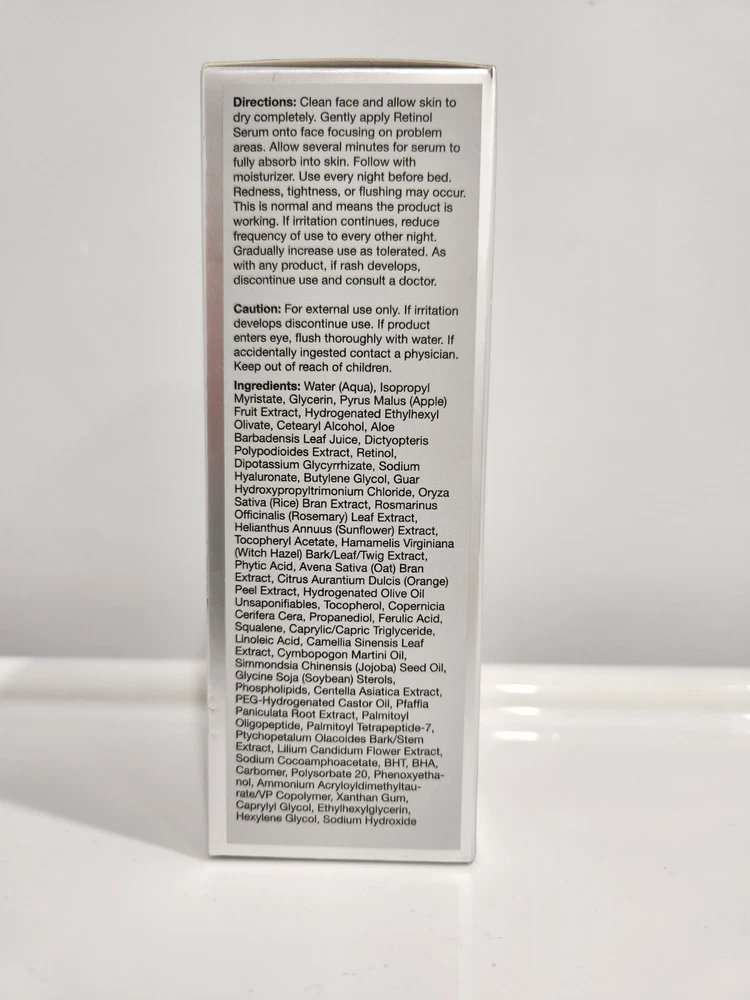 Directions: Clean face and allow skin to
dry completely. Gently apply Retinol
Serum onto face focusing on problem
areas. Allow several minutes for serum to
fully absorb into skin. Follow with
moisturizer. Use every night before bed.
Redness, tightness, or flushing may occur.
This is normal and means the product is
working. If irritation continues, reduce
frequency of use to every other night.
Gradually increase use as tolerated. As
with any product, if rash develops,
discontinue use and consult a doctor.
Caution: For external use only. If irritation
develops discontinue use. If product
enters eye, flush thoroughly with water. If
accidentally ingested contact a physician.
Keep out of reach of children.
Ingredients: Water (Aqua), Isopropyl
Myristate, Glycerin, Pyrus Malus (Apple)
Fruit Extract, Hydrogenated Ethylhexyl
Olivate, Cetearyl Alcohol, Aloe
Barbadensis Leaf Juice, Dictyopteris
Polypodioides Extract, Retinol,
Dipotassium Glycyrrhizate, Sodium
Hyaluronate, Butylene Glycol, Guar
Hydroxypropyltrimonium Chloride, Oryza
Sativa (Rice) Bran Extract, Rosmarinus
Officinalis (Rosemary) Leaf Extract,
Helianthus Annuus (Sunflower) Extract,
Tocopheryl Acetate, Hamamelis Virginiana
(Witch Hazel) Bark/Leaf/Twig Extract,
Phytic Acid, Avena Sativa (Oat) Bran
Extract, Citrus Aurantium Dulcis (Orange)
Peel Extract, Hydrogenated Olive Oil
Unsaponifiables, Tocopherol, Copernicia
Cerifera Cera, Propanediol, Ferulic Acid,
Squalene, Caprylic/Capric Triglyceride,
Linoleic Acid, Camellia Sinensis Leaf
Extract, Cymbopogon Martini Oil,
Simmondsia Chinensis (Jojoba) Seed Oil,
Glycine Soja (Soybean) Sterols,
Phospholipids, Centella Asiatica Extract,
PEG-Hydrogenated Castor Oil, Pfaffia
Paniculata Root Extract, Palmitoyl
Oligopeptide, Palmitoyl Tetrapeptide-7,
Ptychopetalum Olacoides Bark/Stem
Extract, Lilium Candidum Flower Extract,
Sodium Cocoamphoacetate, BHT, BHA,
Carbomer, Polysorbate 20, Phenoxyetha-
nol, Ammonium Acryloyldimethyltau-
rate/VP Copolymer, Xanthan Gum,
Caprylyl Glycol, Ethylhexylglycerin,
Hexylene Glycol, Sodium Hydroxide